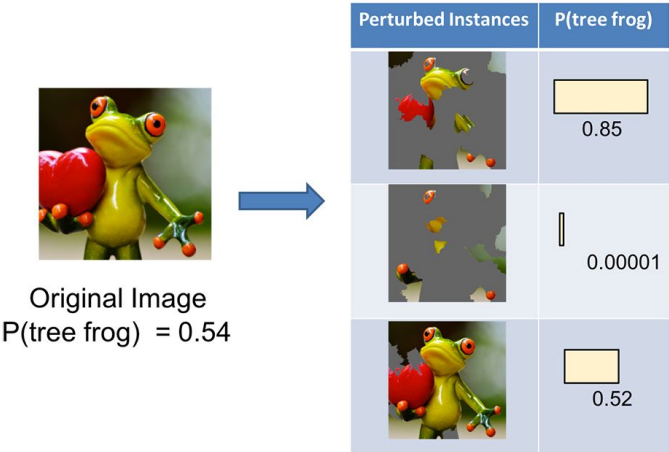 Perturbed Instances
P(tree frog)
0.85
0.00001
0.52
Original Image
P(tree frog) = 0.54